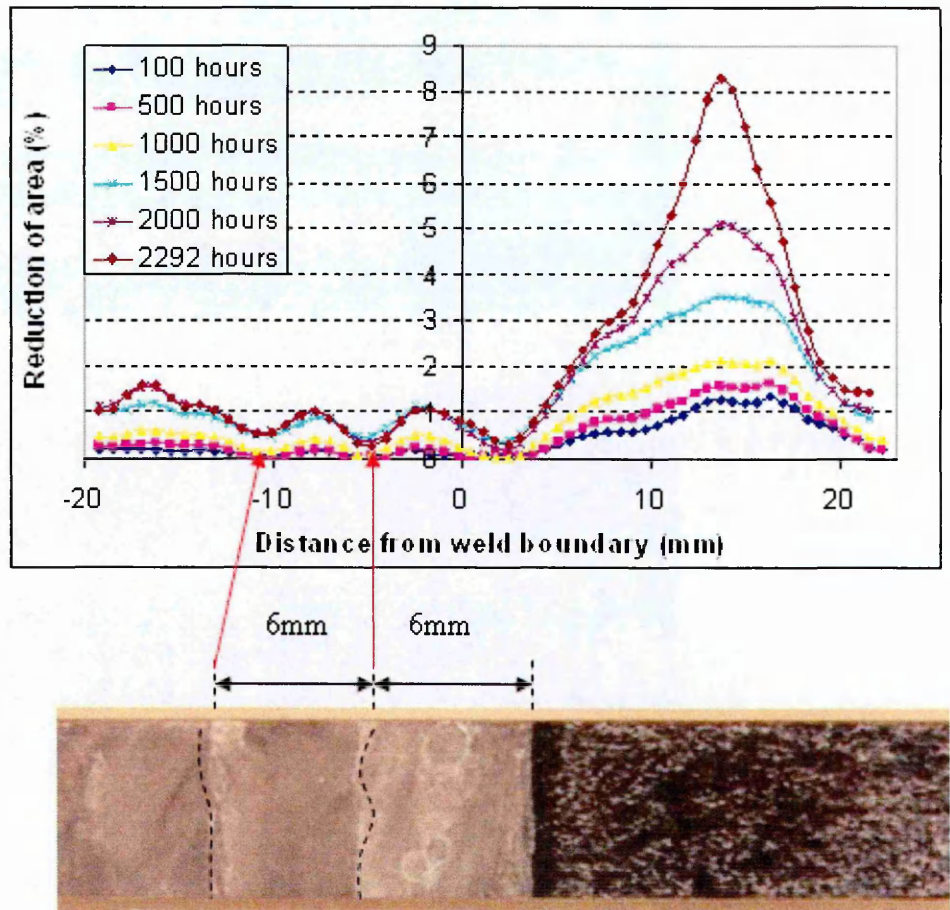 9
8
7
6
5
4
3
2
1
0
Reduction of area (%)
100 hours
500 hours
1000 hours
1500 hours
2000 hours
2292 hours
-20
-10
0
10
20
Distance from weld boundary (mm)
6mm
6mm